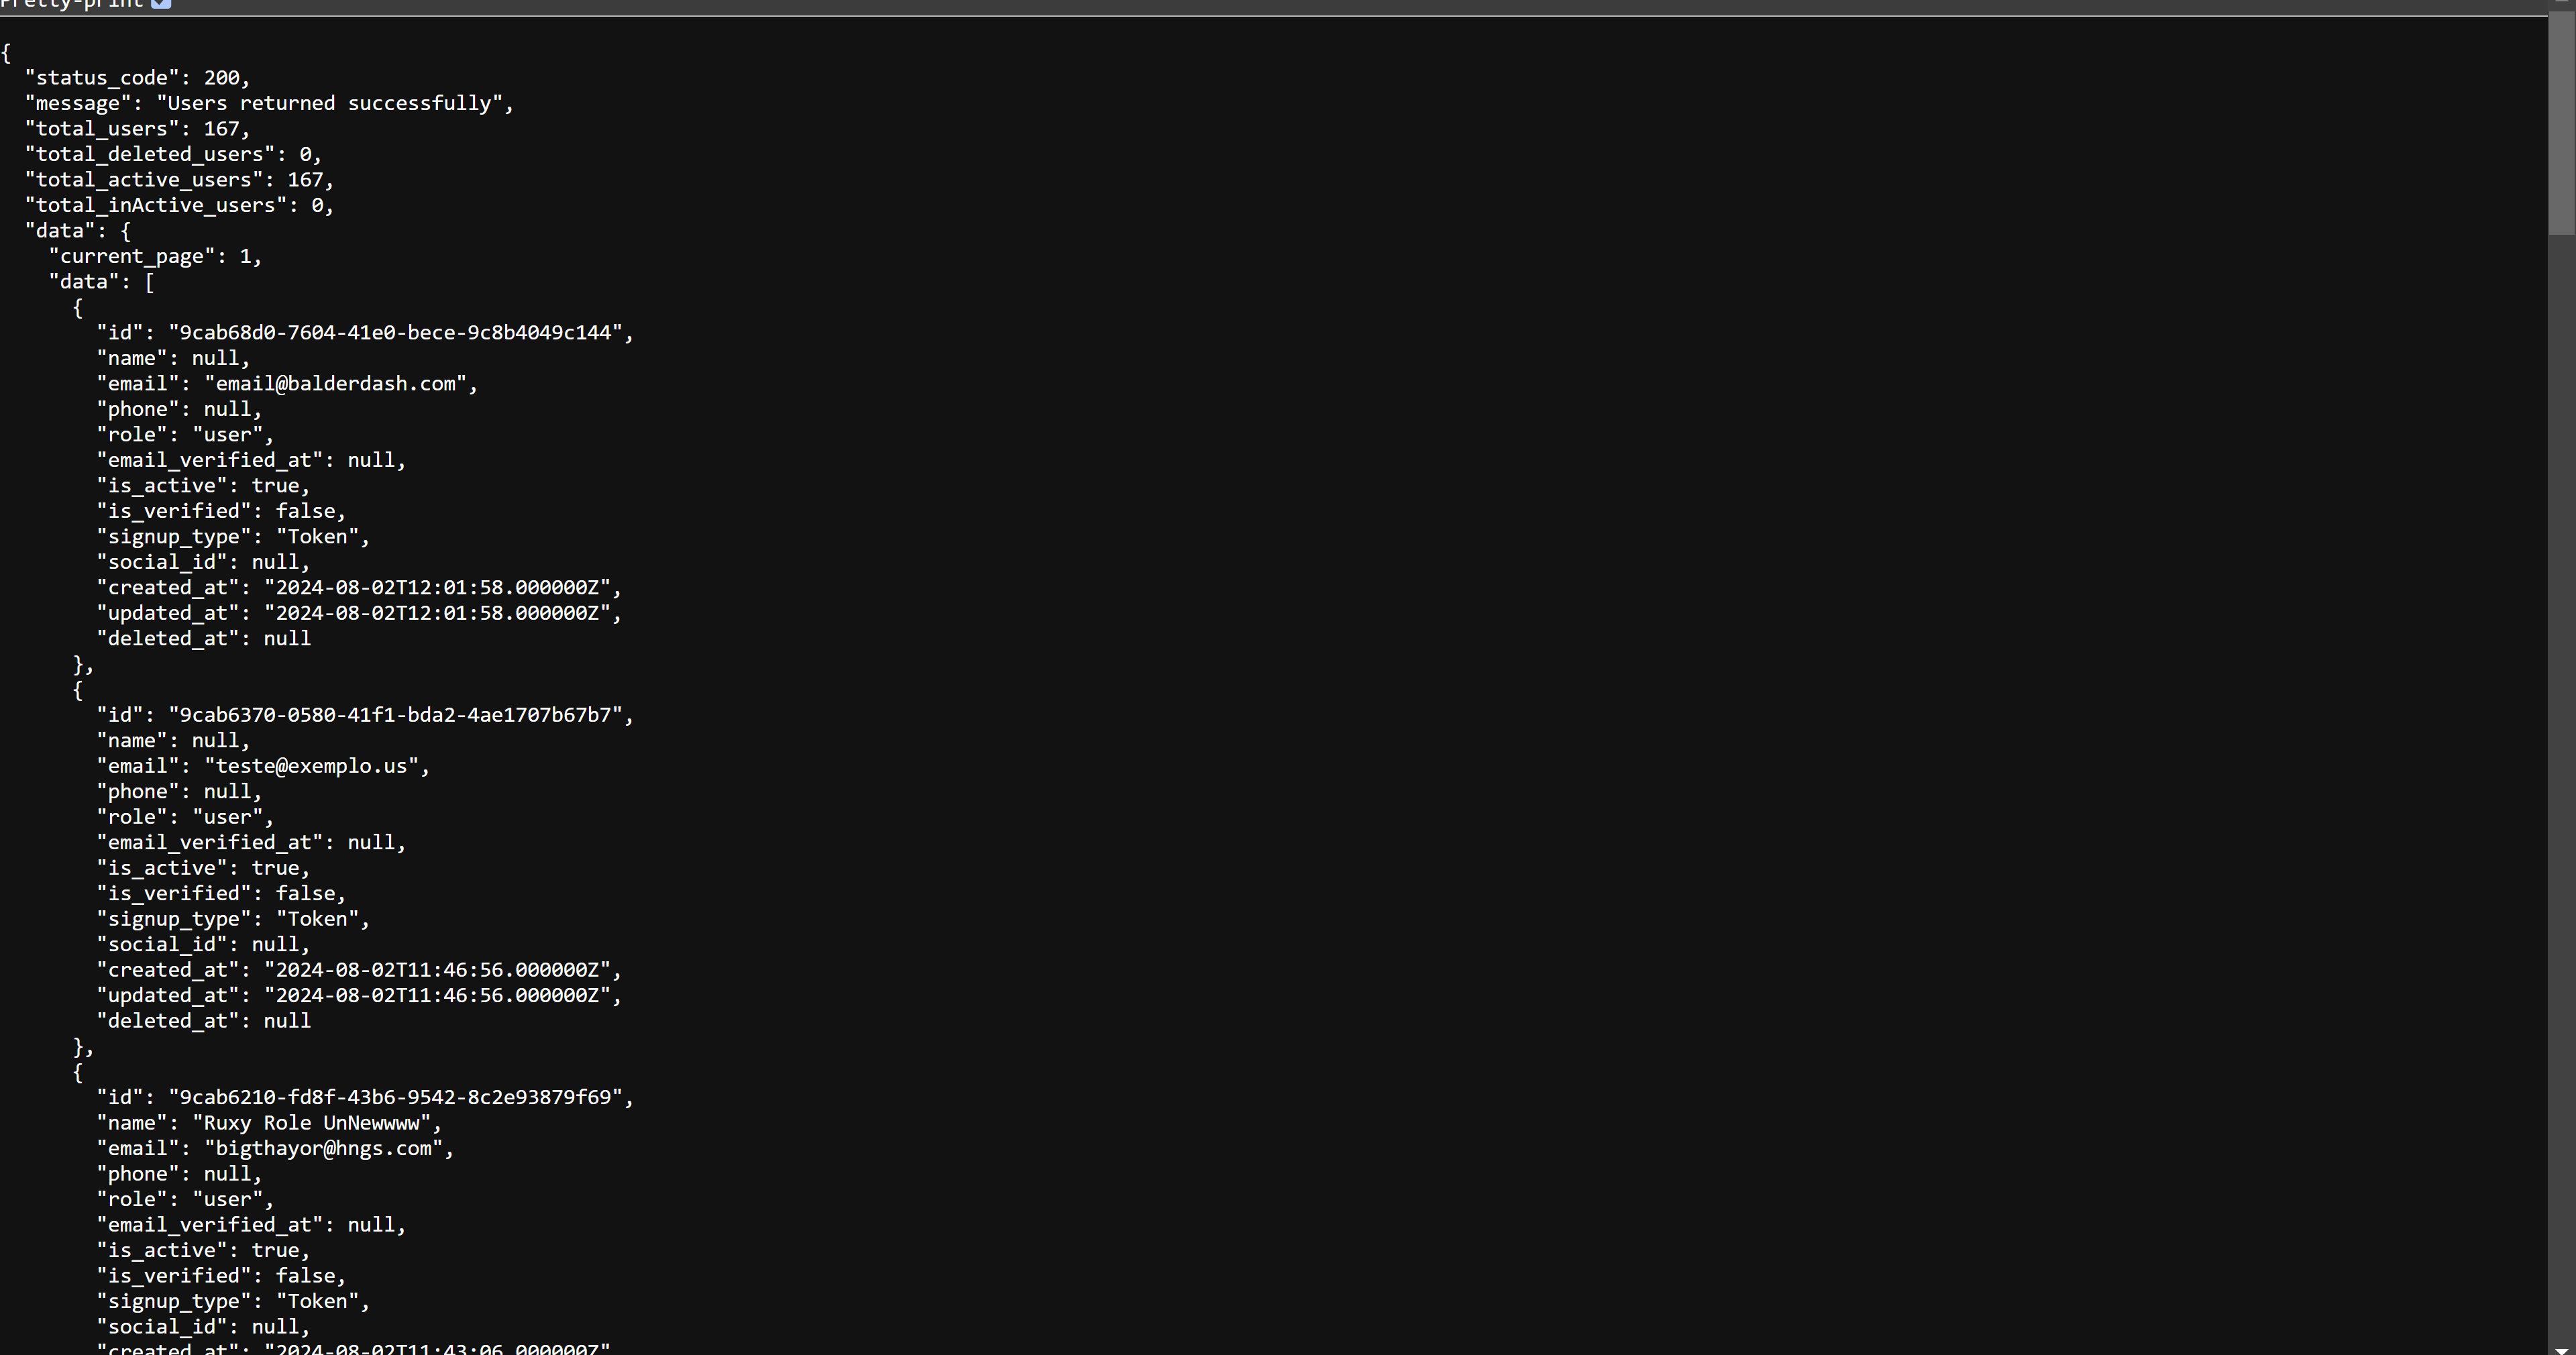 Pretty-print
{
"status_code": 200,
"message": "Users returned successfully",
"total_users": 167,
"total_deleted_users": 0,
"total_active_users": 167,
"total_inActive_users": 0,
"data": {
"current_page": 1,
"data": [
{
"id": "9cab68d0-7604-41e0-bece-9c8b4049c144",
"name": null,
"email": "email@balderdash.com",
"phone": null,
"role": "user",
"email_verified_at": null,
"is_active": true,
"is_verified": false,
"signup_type": "Token",
"social_id": null,
"created_at": "2024-08-02T12:01:58.000000Z",
"updated_at": "2024-08-02T12:01:58.000000Z",
"deleted_at": null
},
{
"id": "9cab6370-0580-41f1-bda2-4ae1707b67b7",
"name": null,
"email": "teste@exemplo.us",
"phone": null,
"role": "user",
"email_verified_at": null,
"is_active": true,
"is_verified": false,
"signup_type": "Token",
"social_id": null,
"created_at": "2024-08-02T11:46:56.000000Z",
"updated_at": "2024-08-02T11:46:56.000000Z",
"deleted_at": null
},
{
"id": "9cab6210-fd8f-43b6-9542-8c2e93879f69",
"name": "Ruxy Role UnNewwww",
"email": "bigthayor@hngs.com",
"phone": null,
"role": "user",
"email_verified_at": null,
"is_active": true,
"is_verified": false,
"signup_type": "Token",
"social_id": null,
"created_at": "2024-08-02T11:43:06.000000Z"